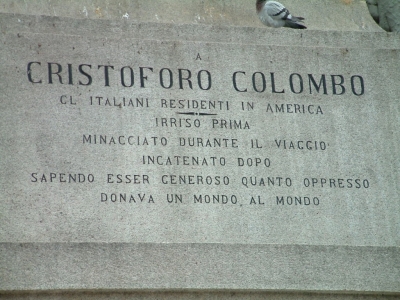 A
CRISTOFORO COLOMBO
GL ITALIANI RESIDENTI IN AMERICA
IRRISO PRIMA
MINACCIATO DURANTE IL VIAGGIO
INCATENATO DOPO
SAPENDO ESSER GENEROSO QUANTO OPPRESSO
DONAVA UN MONDO AL MONDO